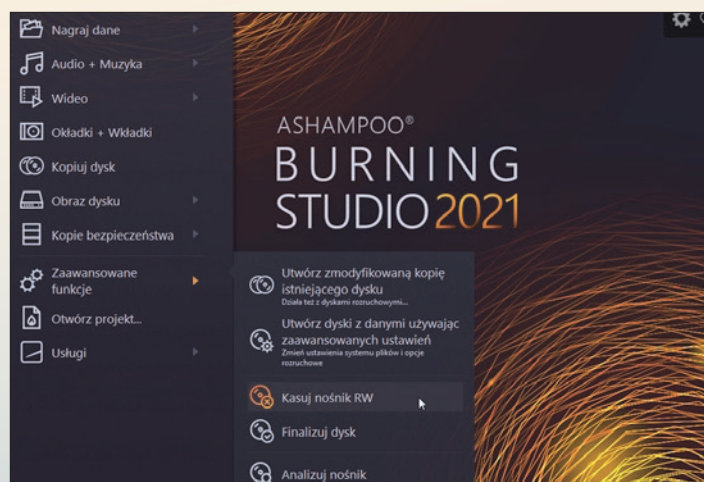 Nagraj dane
Audio + Muzyka
Wideo
Okładki + Wkładki
Kopiuj dysk
Obraz dysku
Kopie bezpieczeństwa
Zaawansowane
funkcje
Otwórz projekt...
Usługi
ASHAMPOO®
BURNING
STUDIO 2021
Utwórz zmodyfikowaną kopię
istniejącego dysku
Działa też z dyskami rozruchowymi...
Utwórz dyski z danymi używając
zaawansowanych ustawień
Zmień ustawienia systemu plików i opcje
rozruchowe
Kasuj nośnik RW
Finalizuj dysk
Analizuj nośnik